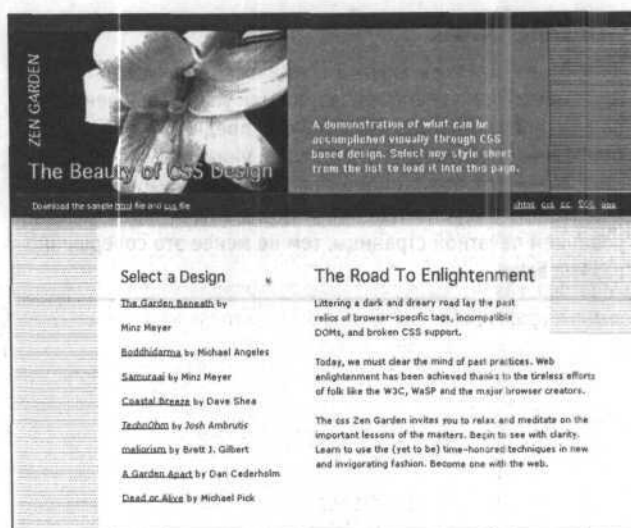 ZEN GARDEN
The Beauty of CSS Design
A demonstration of what can be
accomplished visually through CSS
based design. Select any style sheet
from the list to load it into this page.
Download the sample html file and css file
xhtml css cc 508 aaa
Select a Design
The Garden Beneath by
Minz Meyer
Boddhidarma by Michael Angeles
Samuraai by Minz Meyer
Coastal Breeze by Dave Shea
TechnOhm by Josh Ambrutis
meliorism by Brett J. Gilbert
A Garden Apart by Dan Cederholm
Dead or Alive by Michael Pick
The Road To Enlightenment
Littering a dark and dreary road lay the past
relics of browser-specific tags, incompatible
DOMs, and broken CSS support.
Today, we must clear the mind of past practices. Web
enlightenment has been achieved thanks to the tireless efforts
of folk like the W3C, WaSP and the major browser creators.
The css Zen Garden invites you to relax and meditate on the
important lessons of the masters. Begin to see with clarity.
Learn to use the (yet to be) time-honored techniques in new
and invigorating fashion. Become one with the web.